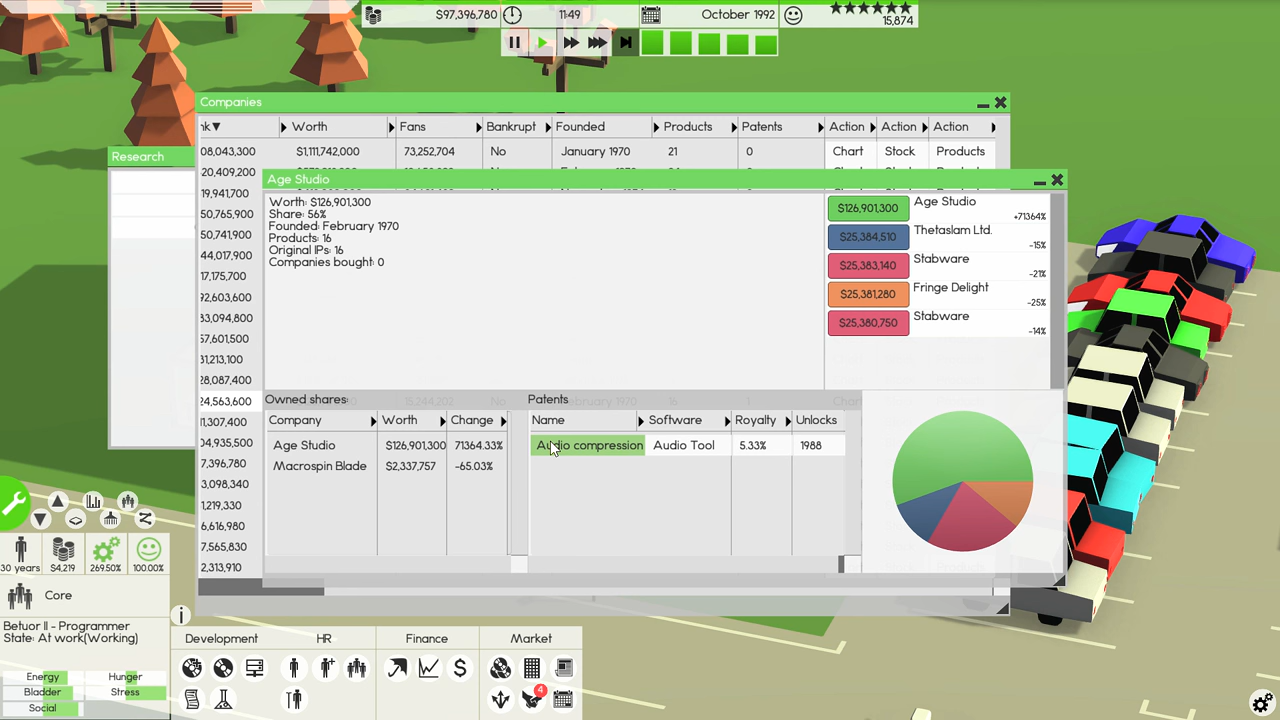 $97,396,780
11:49
October 1992
15,874
Companies
nk▼ Worth Fans Bankrupt Founded Products Patents Action Action Action
08,043,300 $1,111,742,000 73,252,704 No January 1970 21 0 Chart Stock Products
Research
20,409,200
19,941,700
50,765,900
50,741,900
44,017,900
17,175,700
92,603,600
33,094,800
57,601,500
31,213,100
28,087,400
24,563,600
11,307,400
04,935,500
7,396,780
3,098,340
1,219,330
6,616,980
7,565,830
2,313,910
Age Studio
Worth: $126,901,300
Share: 56%
Founded: February 1970
Products: 16
Original IPs: 16
Companies bought: 0
$126,901,300 Age Studio +71364%
$25,384,510 Thetaslam Ltd. -15%
$25,383,140 Stabware -21%
$25,381,280 Fringe Delight -25%
$25,380,750 Stabware -14%
Owned shares:
Company Worth Change
Age Studio $126,901,300 71364.33%
Macrospin Blade $2,337,757 -65.03%
Patents
Name Software Royalty Unlocks
Audio compression Audio Tool 5.33% 1988
30 years $4,219 269.50% 100.00%
Core
Betuor II - Programmer
State: At work(Working)
Energy Hunger
Bladder Stress
Social
i
Development HR Finance Market
4